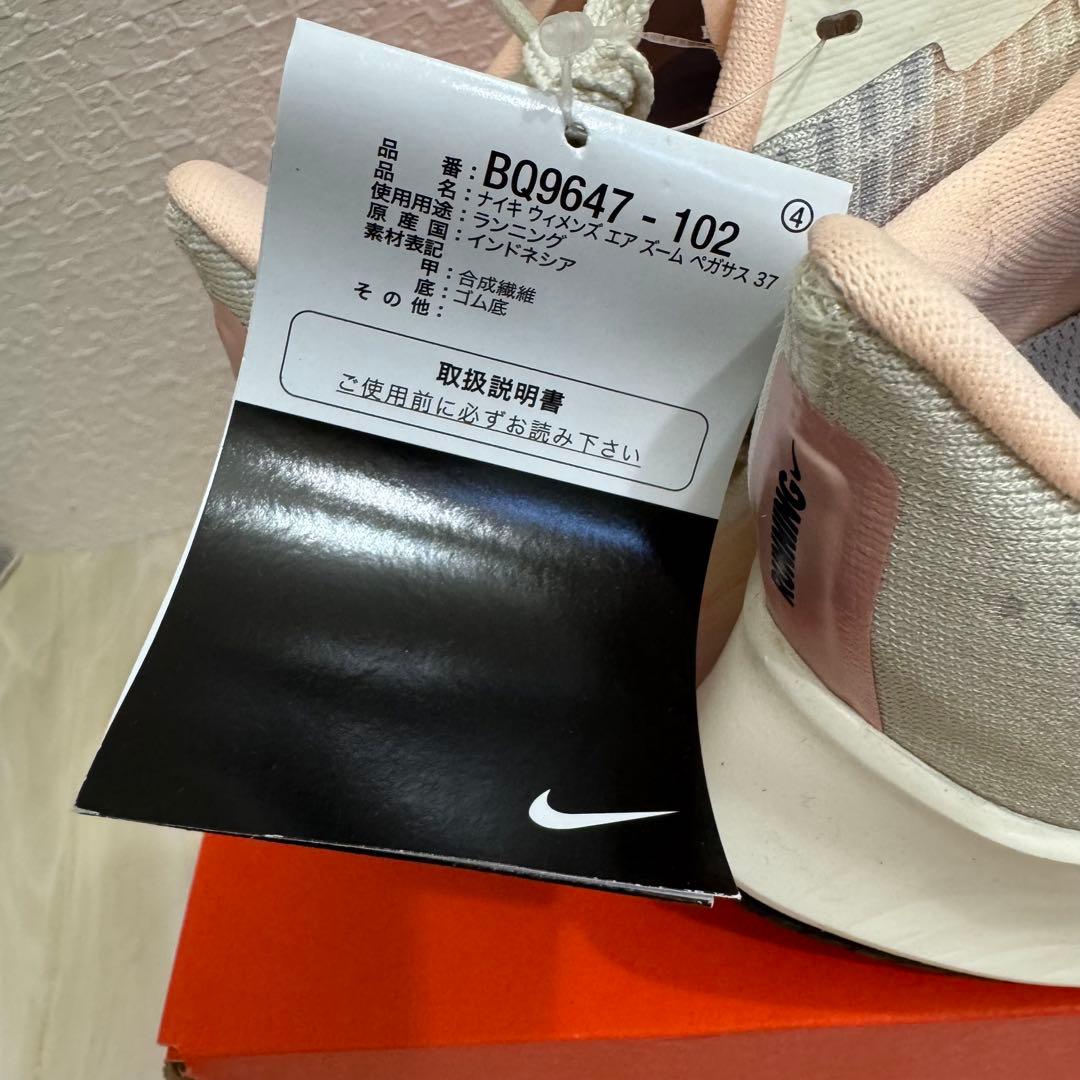 品番：BQ9647 - 102 ④
品名：ナイキ ウィメンズ エア ズーム ペガサス 37
使用用途：ランニング
原産国：インドネシア
素材表記
甲：合成繊維
底：ゴム底
その他：
取扱説明書
ご使用前に必ずお読み下さい
RUNNING